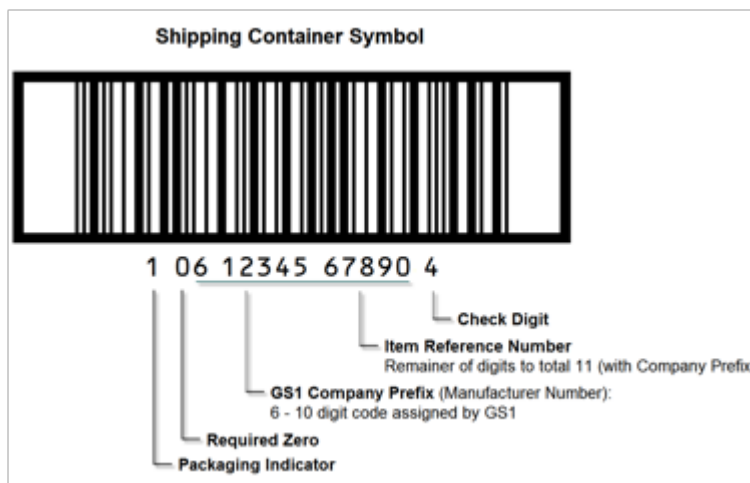 Shipping Container Symbol
1 06 12345 67890 4
Check Digit
Item Reference Number
Remainer of digits to total 11 (with Company Prefix
GS1 Company Prefix (Manufacturer Number):
6 - 10 digit code assigned by GS1
Required Zero
Packaging Indicator